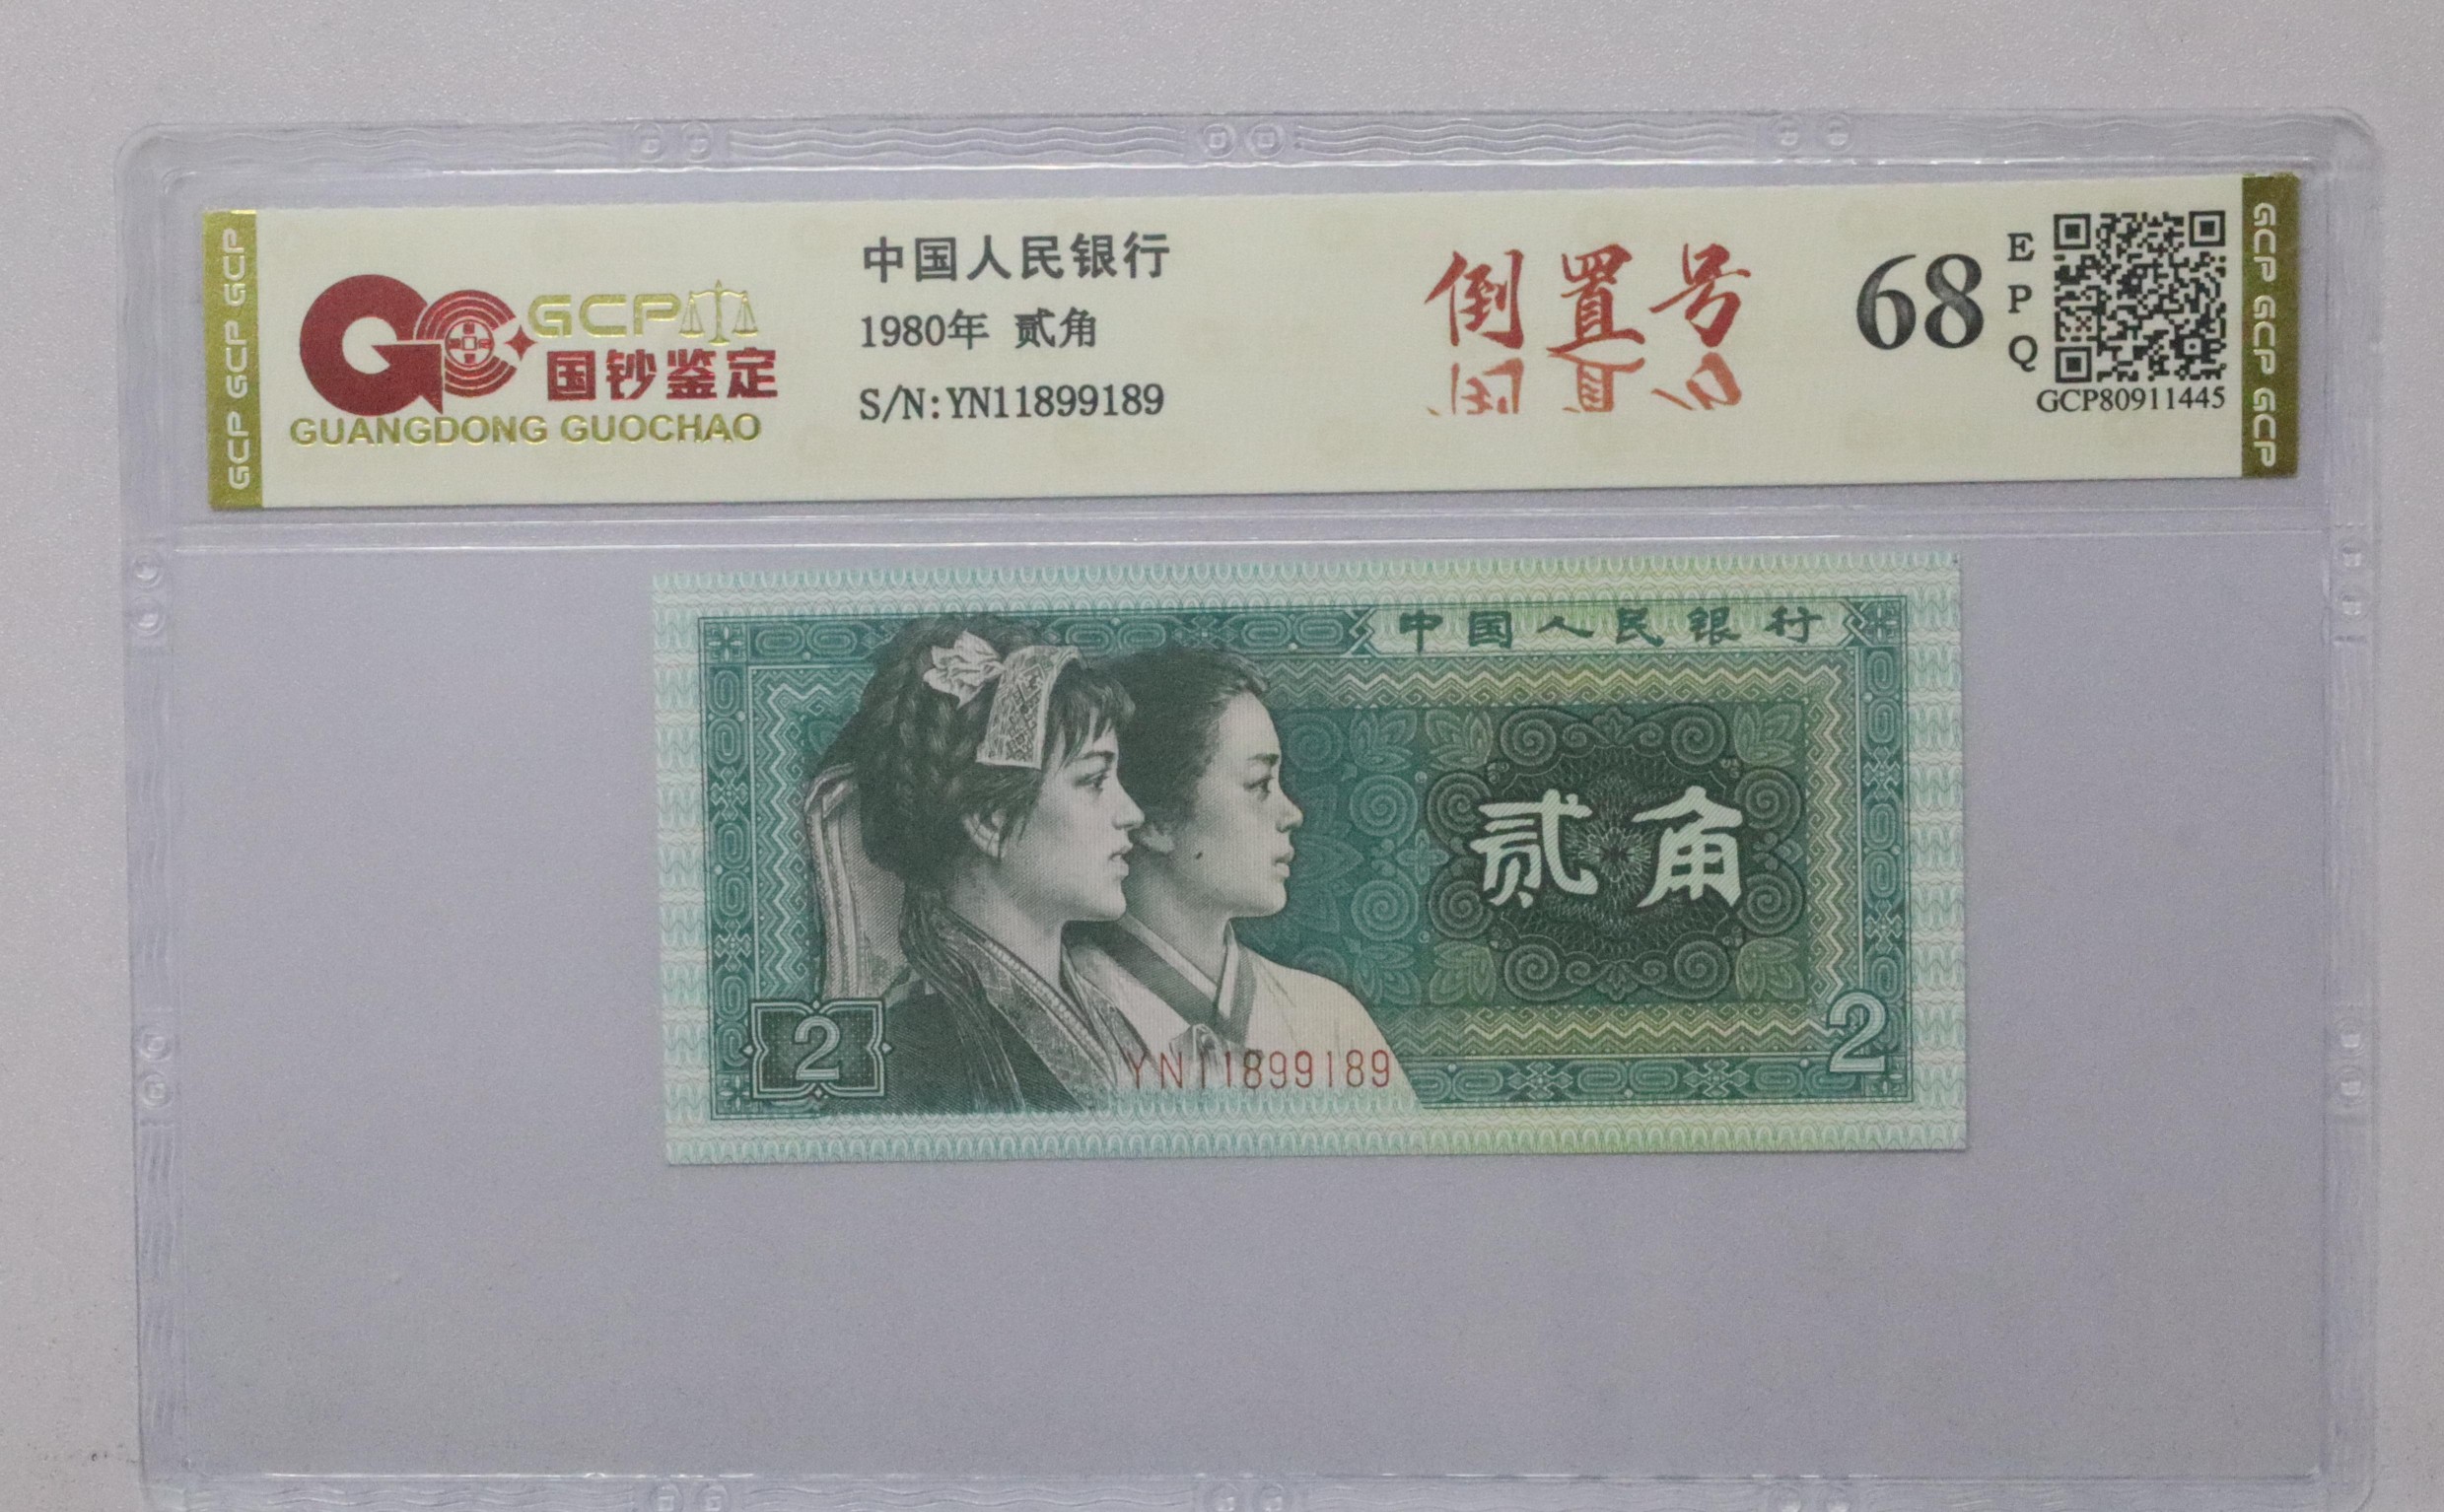 GCP GCP GCP
GCP
国钞鉴定
GUANGDONG GUOCHAO
中国人民银行
1980年 贰角
S/N:YN11899189
倒置号
68
E
P
Q
GCP80911445
GCP GCP GCP
中国人民银行
贰角
2
YN11899189
2